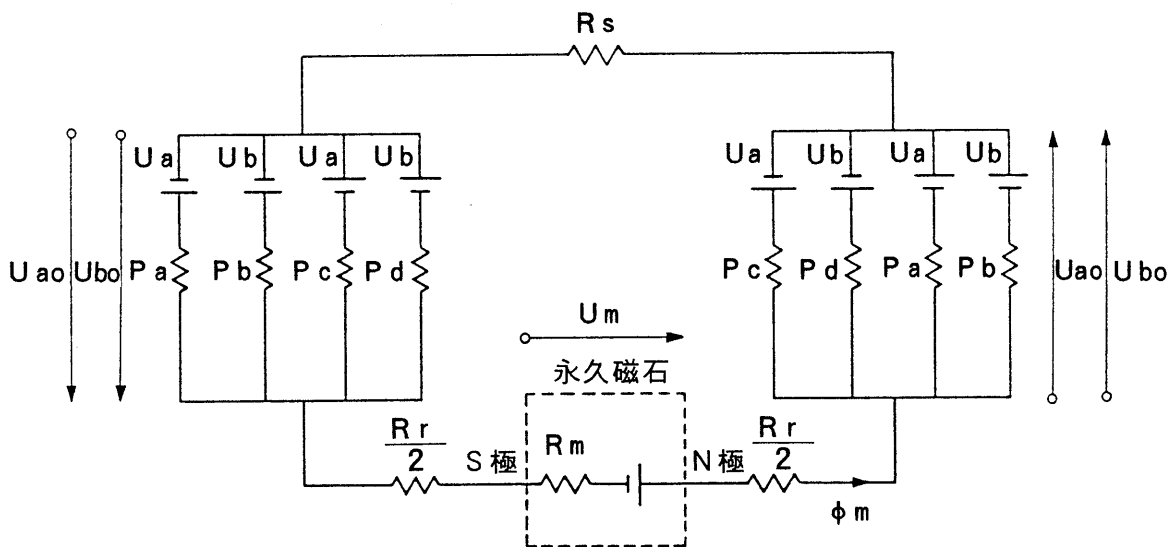 Rs
Ua Ub Ua Ub
Ua Ub Ua Ub
Uao Ubo Pa Pb Pc Pd
Pc Pd Pa Pb Uao Ubo
Um
永久磁石
Rr
2
S極
Rm
N極
Rr
2
φm